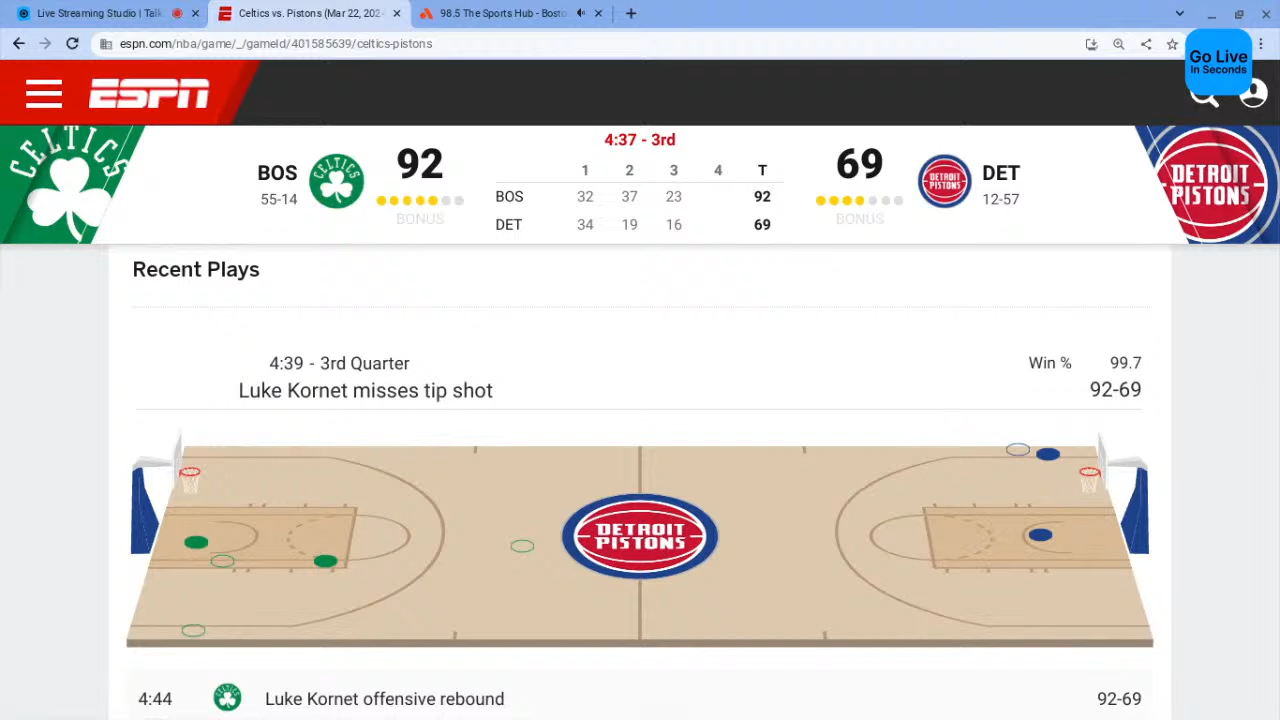 Live Streaming Studio | Talk
Celtics vs. Pistons (Mar 22, 202
98.5 The Sports Hub - Bosto
espn.com/nba/game/_/gameId/401585639/celtics-pistons
Go Live
In Seconds
ESPN
CELTICS
BOS
55-14
CELTICS
92
BONUS
4:37 - 3rd
1 2 3 4 T
BOS 32 37 23 92
DET 34 19 16 69
69
BONUS
DETROIT
PISTONS
DET
12-57
DETROIT
PISTONS
Recent Plays
4:39 - 3rd Quarter
Luke Kornet misses tip shot
Win % 99.7
92-69
DETROIT
PISTONS
4:44 Luke Kornet offensive rebound 92-69